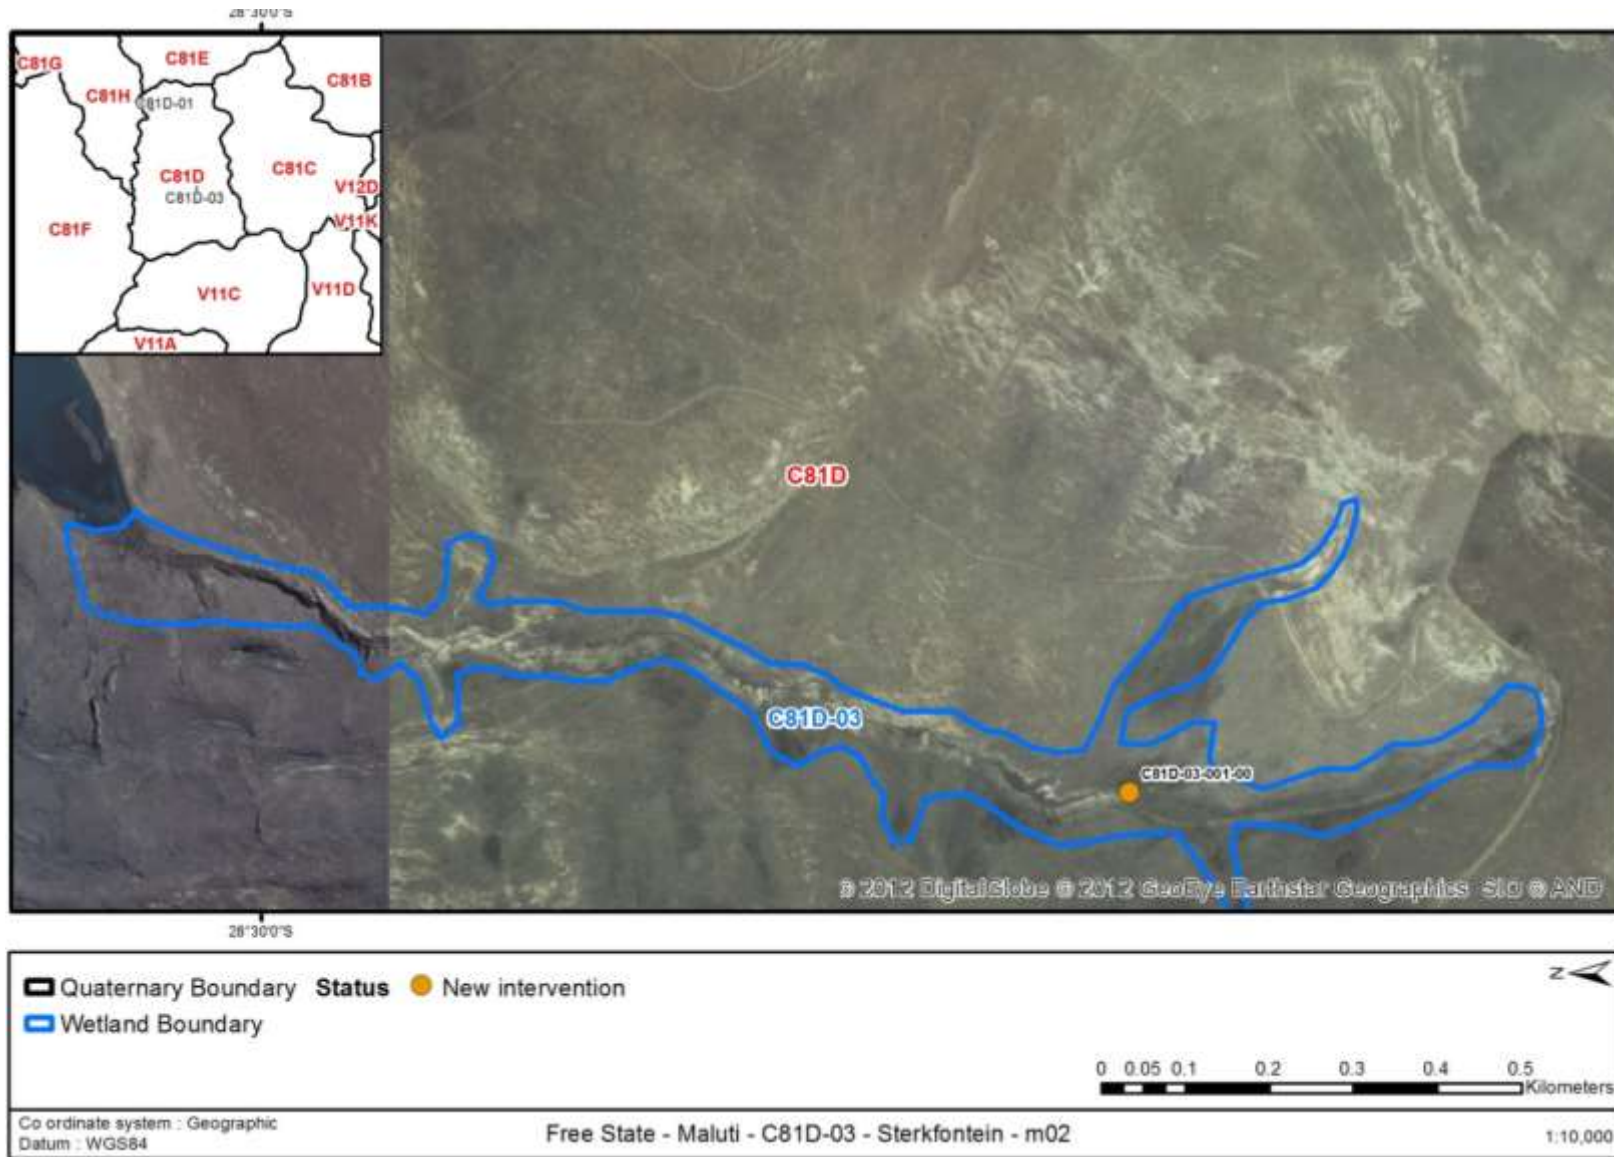 28°30'0"S
C81G
C81E
C81B
C81H
C81D-01
C81D
C81C
C81D-03
V12D
V11K
C81F
V11C
V11D
V11A
C81D
C81D-03
C81D-03-001-00
© 2012 DigitalGlobe © 2012 GeoEye Earthstar Geographics SIO © AND
28°30'0"S
Quaternary Boundary Status New intervention
Wetland Boundary
N
0 0.05 0.1 0.2 0.3 0.4 0.5
Kilometers
Co ordinate system : Geographic
Datum : WGS84
Free State - Maluti - C81D-03 - Sterkfontein - m02
1:10,000